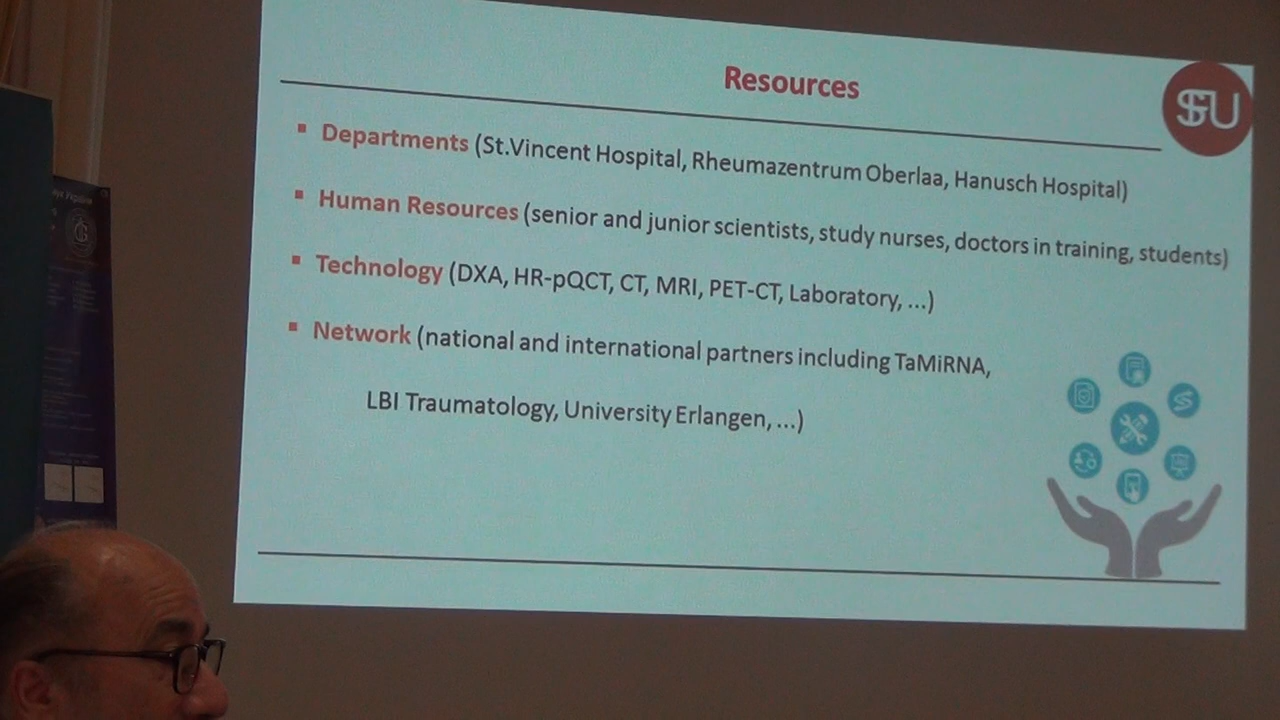 Resources
SFU
▪ Departments (St.Vincent Hospital, Rheumazentrum Oberlaa, Hanusch Hospital)
▪ Human Resources (senior and junior scientists, study nurses, doctors in training, students)
▪ Technology (DXA, HR-pQCT, CT, MRI, PET-CT, Laboratory, ...)
▪ Network (national and international partners including TaMiRNA,
LBI Traumatology, University Erlangen, ...)